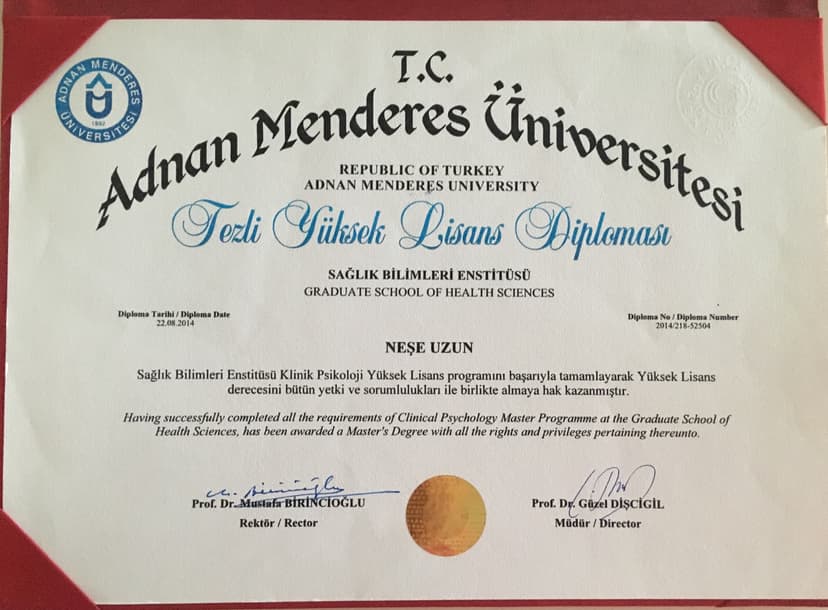 ADNAN MENDERES
1992
ÜNİVERSİTESİ
T.C.
Adnan Menderes Üniversitesi
REPUBLIC OF TURKEY
ADNAN MENDERES UNIVERSITY
Tezli Yüksek Lisans Diploması
SAĞLIK BİLİMLERİ ENSTİTÜSÜ
GRADUATE SCHOOL OF HEALTH SCIENCES
Diploma Tarihi / Diploma Date
22.08.2014
Diploma No / Diploma Number
2014/218-52504
NEŞE UZUN
Sağlık Bilimleri Enstitüsü Klinik Psikoloji Yüksek Lisans programını başarıyla tamamlayarak Yüksek Lisans
derecesini bütün yetki ve sorumlulukları ile birlikte almaya hak kazanmıştır.
Having successfully completed all the requirements of Clinical Psychology Master Programme at the Graduate School of
Health Sciences, has been awarded a Master's Degree with all the rights and privileges pertaining thereunto.
Prof. Dr. Mustafa BİRİNCİOĞLU
Rektör / Rector
Prof. Dr. Güzel DİŞCİGİL
Müdür / Director